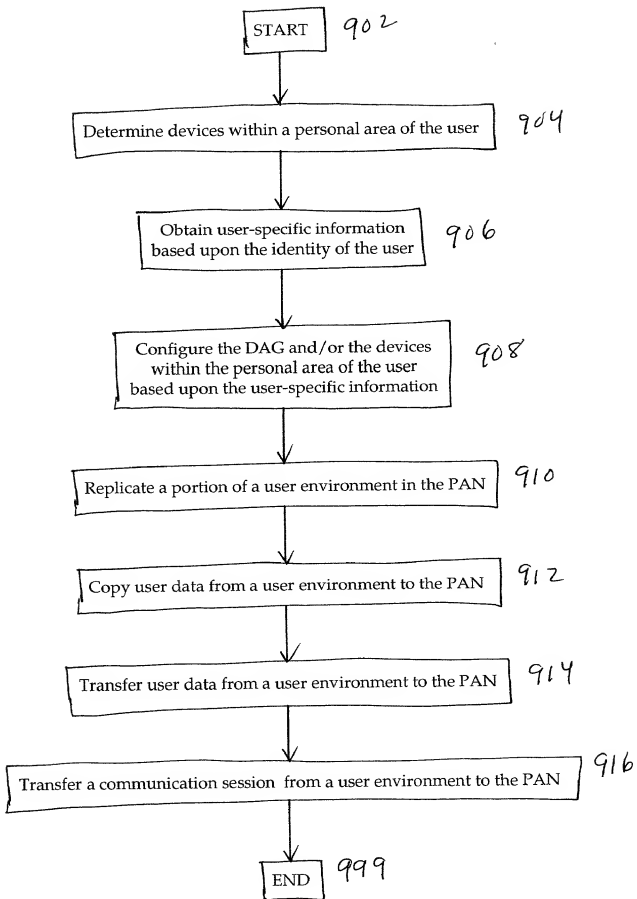 START 902
Determine devices within a personal area of the user 904
Obtain user-specific information
based upon the identity of the user 906
Configure the DAG and/or the devices
within the personal area of the user
based upon the user-specific information 908
Replicate a portion of a user environment in the PAN 910
Copy user data from a user environment to the PAN 912
Transfer user data from a user environment to the PAN 914
Transfer a communication session from a user environment to the PAN 916
END 999